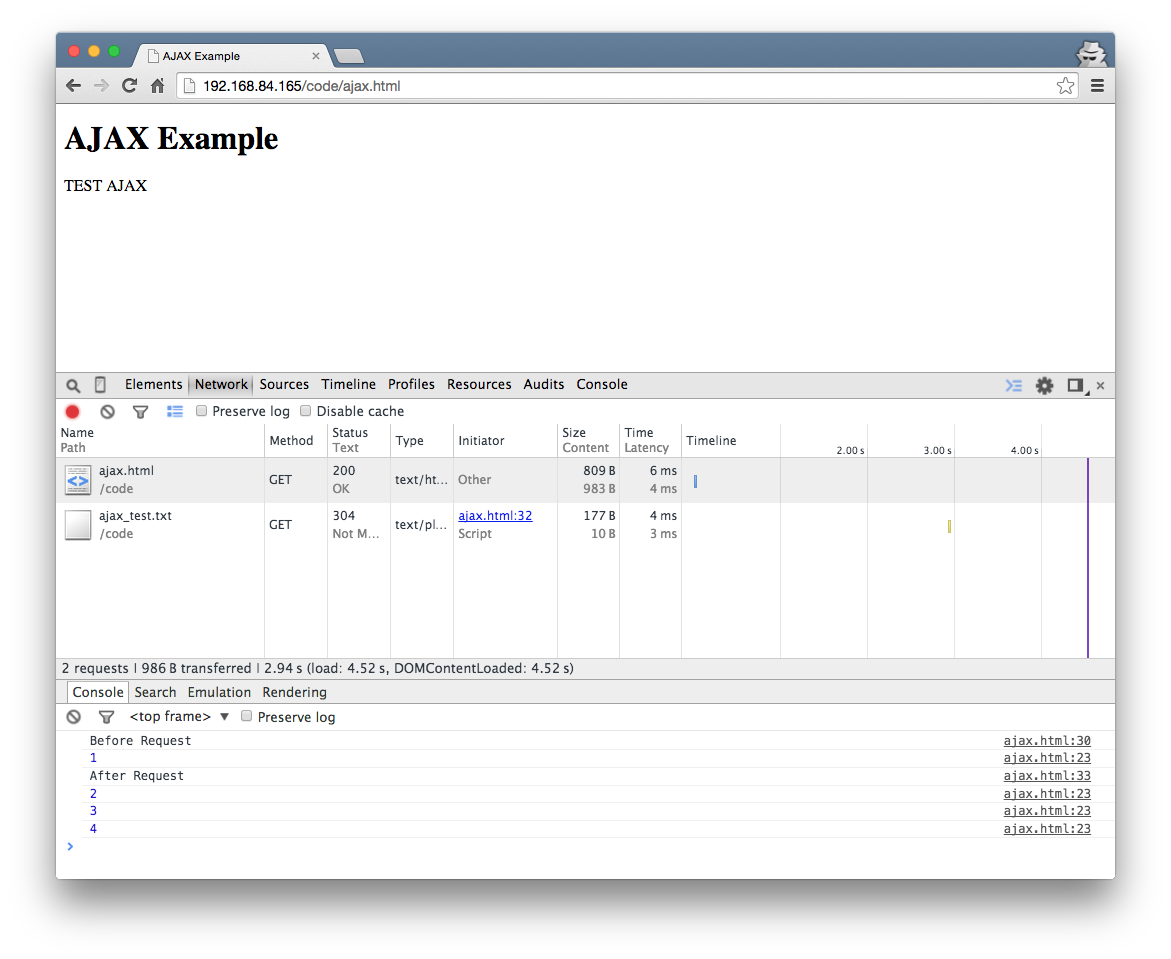 AJAX Example
192.168.84.165/code/ajax.html
AJAX Example
TEST AJAX
Elements Network Sources Timeline Profiles Resources Audits Console
Preserve log Disable cache
Name Method Status Type Initiator Size Time Timeline
Path Text Content Latency 2.00 s 3.00 s 4.00 s
ajax.html GET 200 text/ht... Other 809 B 6 ms
/code OK 983 B 4 ms
ajax_test.txt GET 304 text/pl... ajax.html:32 177 B 4 ms
/code Not M... Script 10 B 3 ms
2 requests | 986 B transferred | 2.94 s (load: 4.52 s, DOMContentLoaded: 4.52 s)
Console Search Emulation Rendering
<top frame> ▼ Preserve log
Before Request ajax.html:30
1 ajax.html:23
After Request ajax.html:33
2 ajax.html:23
3 ajax.html:23
4 ajax.html:23